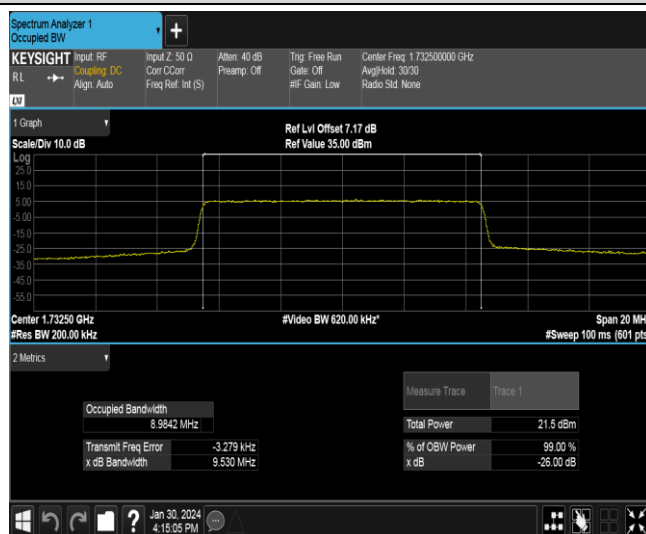 Spectrum Analyzer 1
Occupied BW
+
KEYSIGHT
RL
LXI
Input: RF
Coupling: DC
Align: Auto
Input Z: 50 Ω
Corr CCorr
Freq Ref: Int (S)
Atten: 40 dB
Preamp: Off
Trig: Free Run
Gate: Off
#IF Gain: Low
Center Freq: 1.732500000 GHz
Avg|Hold: 30/30
Radio Std: None
1 Graph
Scale/Div 10.0 dB
Ref Lvl Offset 7.17 dB
Ref Value 35.00 dBm
Log
25.0
15.0
5.00
-5.00
-15.0
-25.0
-35.0
-45.0
-55.0
Center 1.73250 GHz
#Res BW 200.00 kHz
#Video BW 620.00 kHz*
Span 20 MH
#Sweep 100 ms (601 pts
2 Metrics
Measure Trace Trace 1
Occupied Bandwidth
8.9842 MHz
Total Power 21.5 dBm
Transmit Freq Error -3.279 kHz
% of OBW Power 99.00 %
x dB Bandwidth 9.530 MHz
x dB -26.00 dB
?
Jan 30, 2024
4:15:05 PM